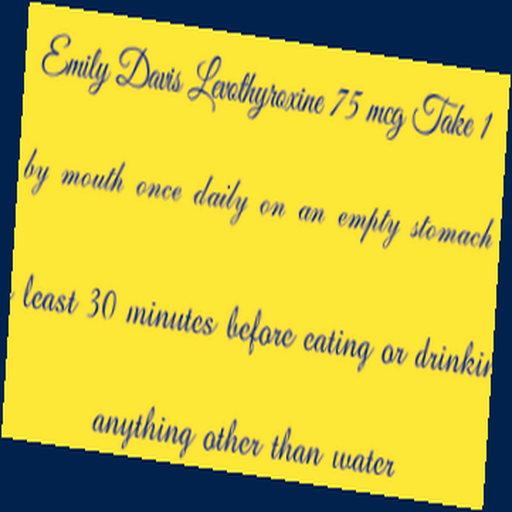 Emily Davis Levothyroxine 75 mcg Take 1
by mouth once daily on an empty stomach
least 30 minutes before eating or
anything other than water